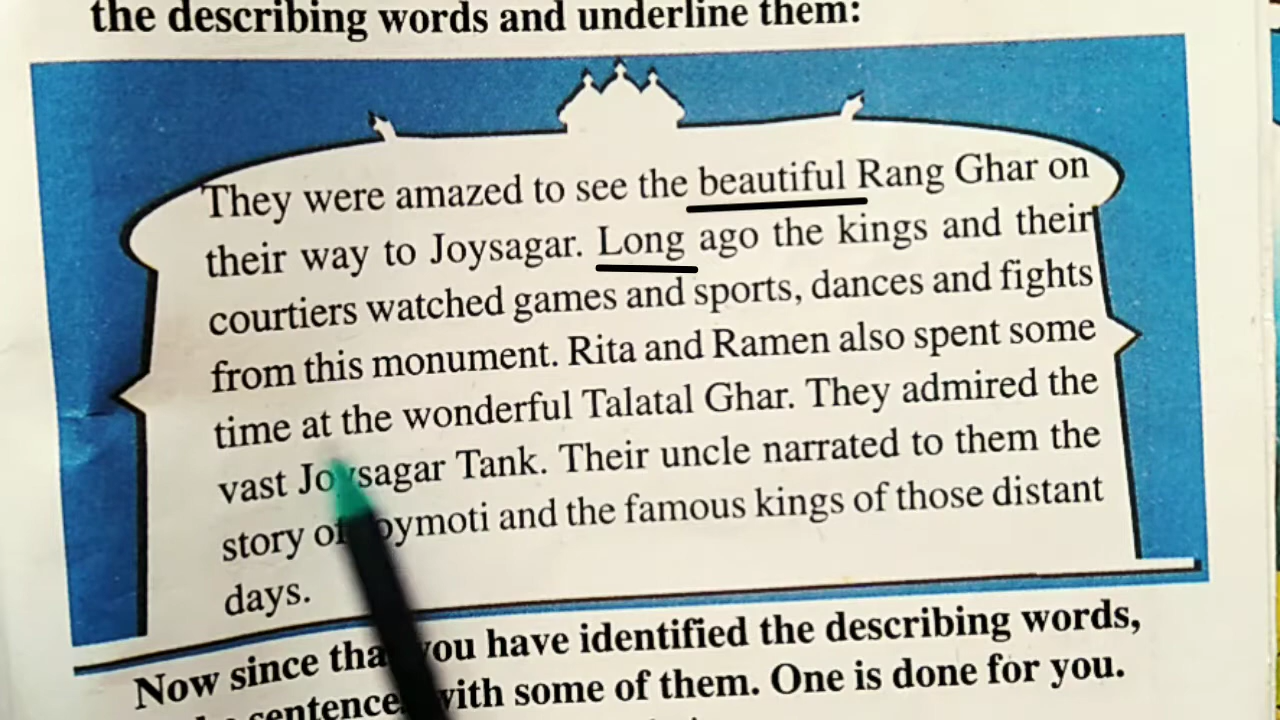 the describing words and underline them:
They were amazed to see the beautiful Rang Ghar on
their way to Joysagar. Long ago the kings and their
courtiers watched games and sports, dances and fights
from this monument. Rita and Ramen also spent some
time at the wonderful Talatal Ghar. They admired the
vast Joysagar Tank. Their uncle narrated to them the
story of Joymoti and the famous kings of those distant
days.
Now since that you have identified the describing words,
sentences with some of them. One is done for you.